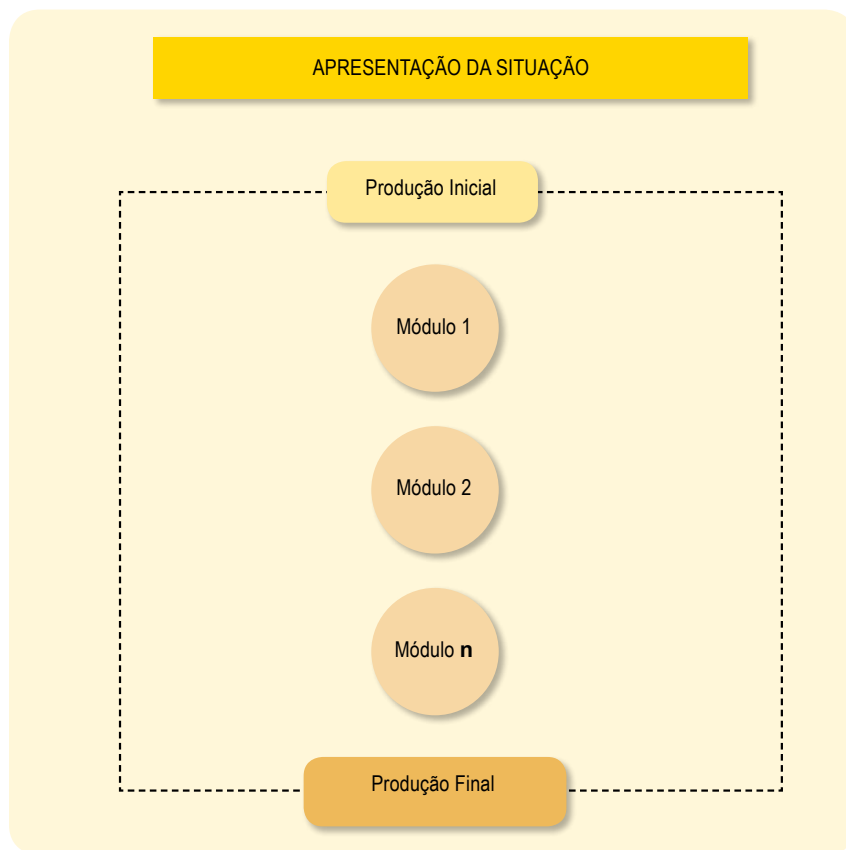 APRESENTAÇÃO DA SITUAÇÃO
Produção Inicial
Módulo 1
Módulo 2
Módulo n
Produção Final